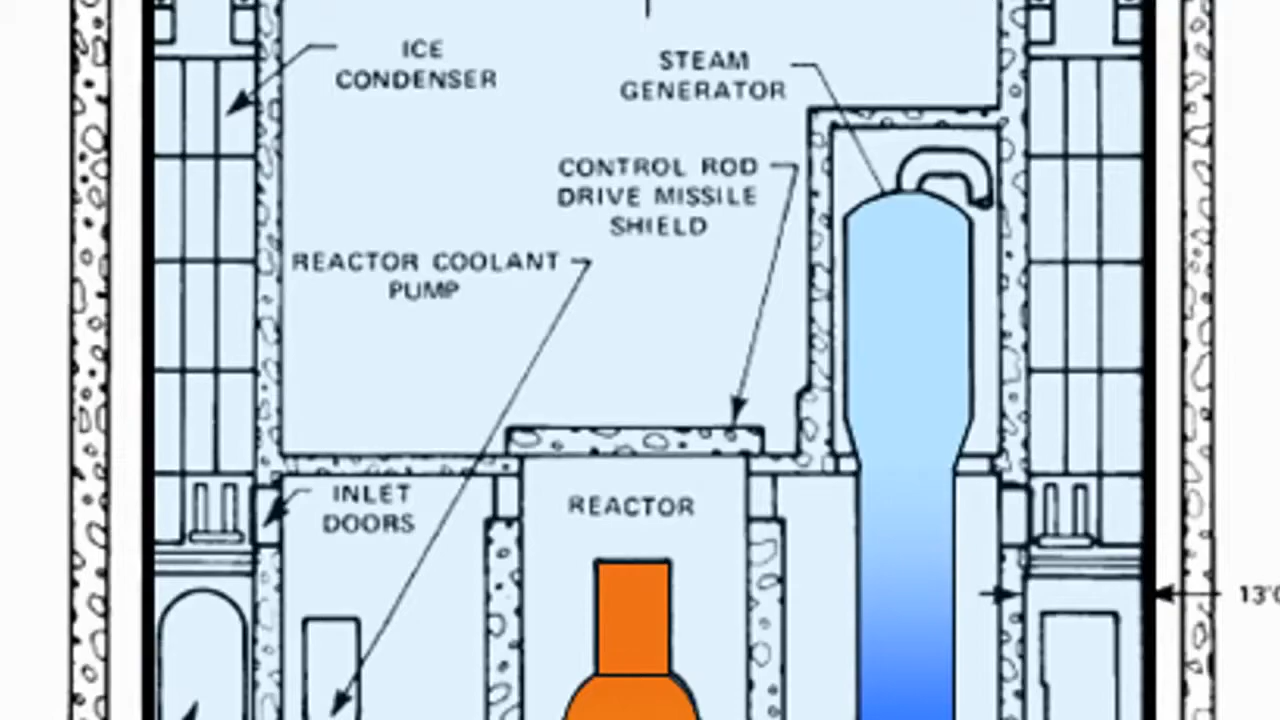 ICE
CONDENSER
STEAM
GENERATOR
CONTROL ROD
DRIVE MISSILE
SHIELD
REACTOR COOLANT
PUMP
INLET
DOORS
REACTOR